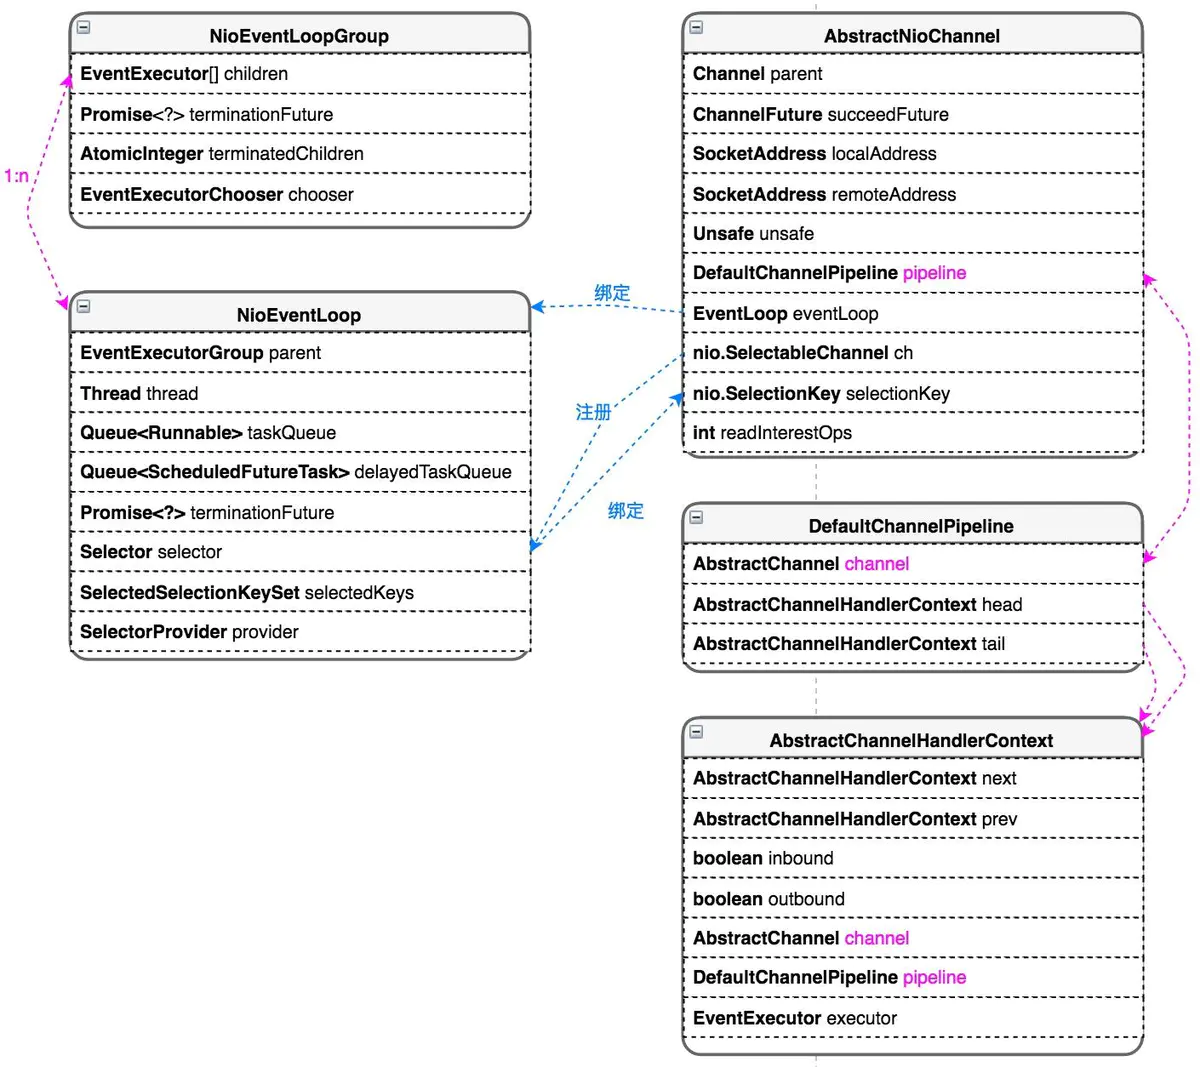 NioEventLoopGroup
EventExecutor[] children
Promise<?> terminationFuture
AtomicInteger terminatedChildren
EventExecutorChooser chooser
1:n
NioEventLoop
EventExecutorGroup parent
Thread thread
Queue<Runnable> taskQueue
Queue<ScheduledFutureTask> delayedTaskQueue
Promise<?> terminationFuture
Selector selector
SelectedSelectionKeySet selectedKeys
SelectorProvider provider
绑定
注册
绑定
AbstractNioChannel
Channel parent
ChannelFuture succeedFuture
SocketAddress localAddress
SocketAddress remoteAddress
Unsafe unsafe
DefaultChannelPipeline pipeline
EventLoop eventLoop
nio.SelectableChannel ch
nio.SelectionKey selectionKey
int readInterestOps
DefaultChannelPipeline
AbstractChannel channel
AbstractChannelHandlerContext head
AbstractChannelHandlerContext tail
AbstractChannelHandlerContext
AbstractChannelHandlerContext next
AbstractChannelHandlerContext prev
boolean inbound
boolean outbound
AbstractChannel channel
DefaultChannelPipeline pipeline
EventExecutor executor